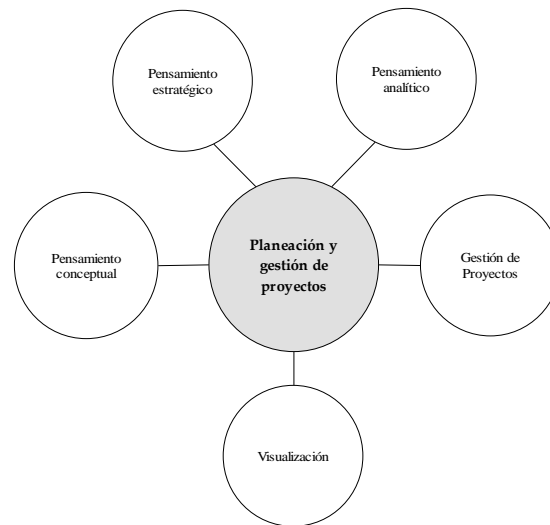 Pensamiento
estratégico
Pensamiento
analítico
Pensamiento
conceptual
Planeación y
gestión de
proyectos
Gestión de
Proyectos
Visualización